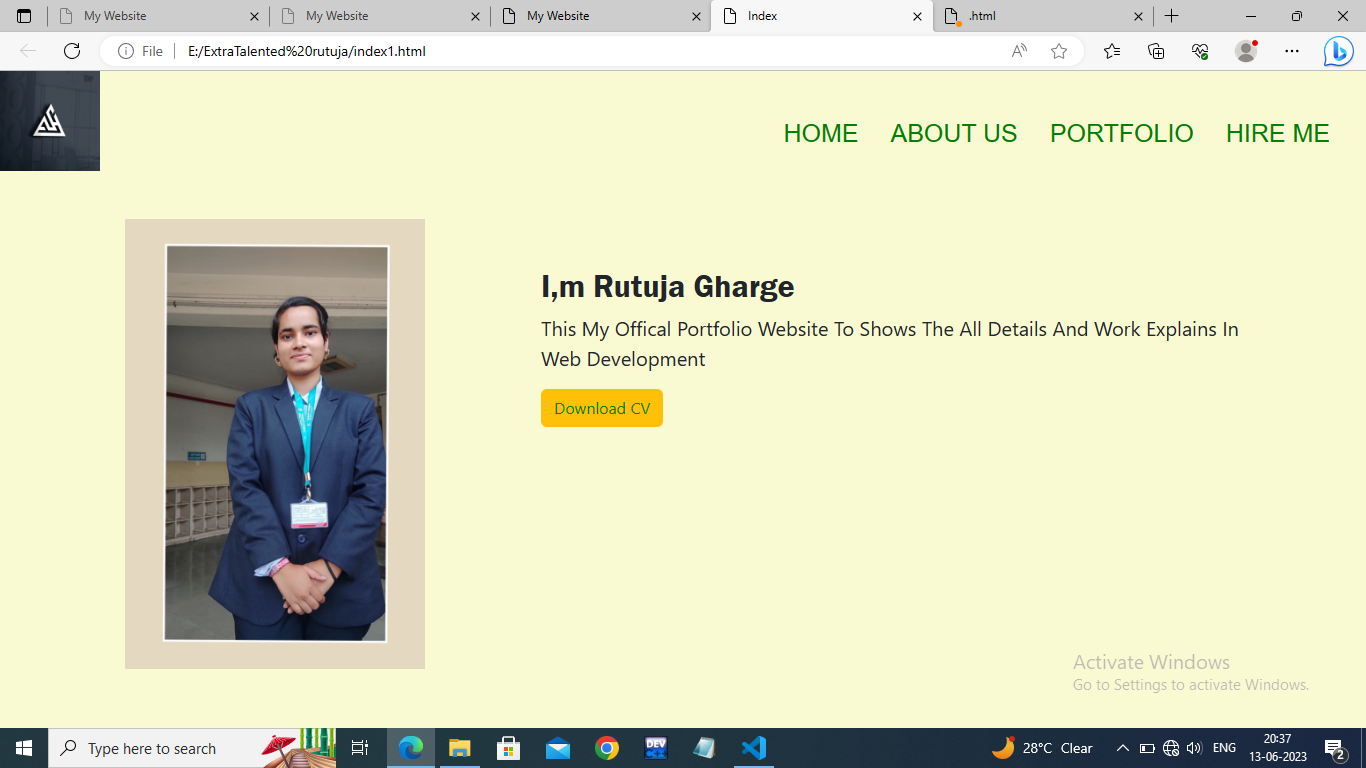 My Website
My Website
My Website
Index
.html
File
E:/ExtraTalented%20rutuja/index1.html
HOME ABOUT US PORTFOLIO HIRE ME
I,m Rutuja Gharge
This My Offical Portfolio Website To Shows The All Details And Work Explains In
Web Development
Download CV
Activate Windows
Go to Settings to activate Windows.
Type here to search
DEV
28°C Clear
ENG
20:37
13-06-2023
2